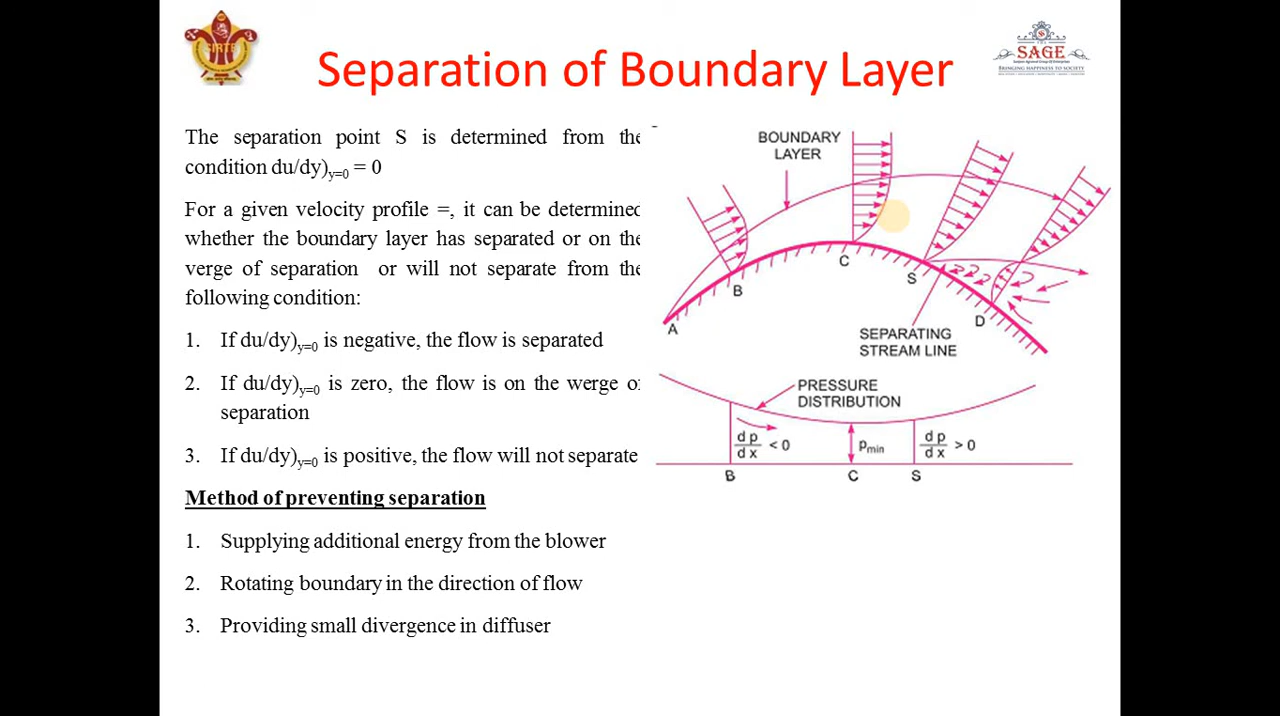 SIRTE
SAGE
BRINGING HAPPINESS TO SOCIETY
Separation of Boundary Layer
The separation point S is determined from the
condition du/dy)y=0 = 0
For a given velocity profile =, it can be determined
whether the boundary layer has separated or on the
verge of separation or will not separate from the
following condition:
1. If du/dy)y=0 is negative, the flow is separated
2. If du/dy)y=0 is zero, the flow is on the werge of
separation
3. If du/dy)y=0 is positive, the flow will not separate
Method of preventing separation
1. Supplying additional energy from the blower
2. Rotating boundary in the direction of flow
3. Providing small divergence in diffuser
BOUNDARY
LAYER
A
B
C
S
D
SEPARATING
STREAM LINE
PRESSURE
DISTRIBUTION
dp/dx < 0
Pmin
dp/dx > 0
B
C
S